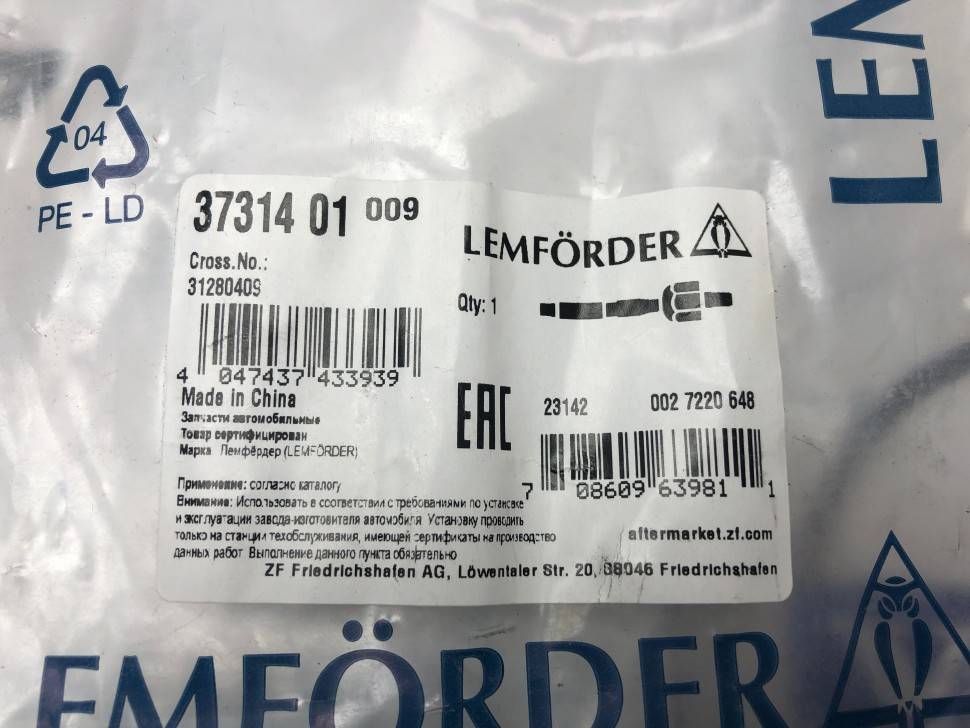 04
PE - LD
LEM
37314 01 009
LEMFÖRDER
Cross.No.:
31280409
Qty: 1
4 047437 433939
Made in China
Запчасти автомобильные
Товар сертифицирован
Марка Лемфёрдер (LEMFÖRDER)
EAC
23142 002 7220 648
7 08609 63981 1
Применение: согласно каталогу
Внимание: Использовать в соответствии с требованиями по установке
и эксплуатации завода-изготовителя автомобиля Установку проводить
только на станции техобслуживания, имеющей сертификаты на производство
данных работ Выполнение данного пункта обязательно
aftermarket.zf.com
ZF Friedrichshafen AG, Löwentaler Str. 20, 88046 Friedrichshafen
EMFÖRDER